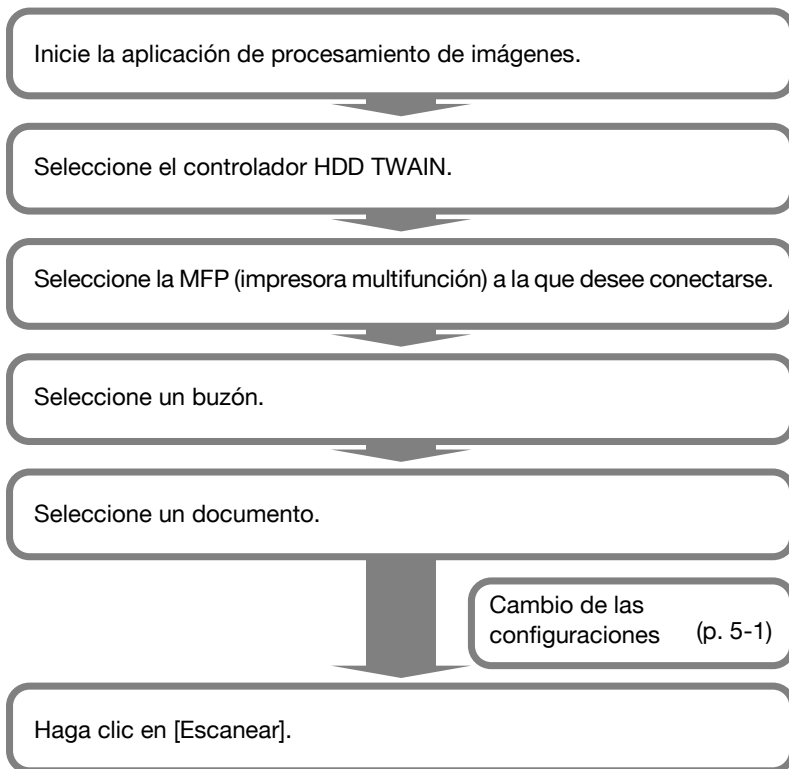 Inicie la aplicación de procesamiento de imágenes.
Seleccione el controlador HDD TWAIN.
Seleccione la MFP (impresora multifunción) a la que desee conectarse.
Seleccione un buzón.
Seleccione un documento.
Cambio de las
configuraciones (p. 5-1)
Haga clic en [Escanear].